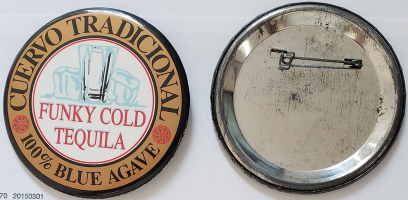 CUERVO TRADICIONAL
FUNKY COLD
TEQUILA
100% BLUE AGAVE
70 20150301